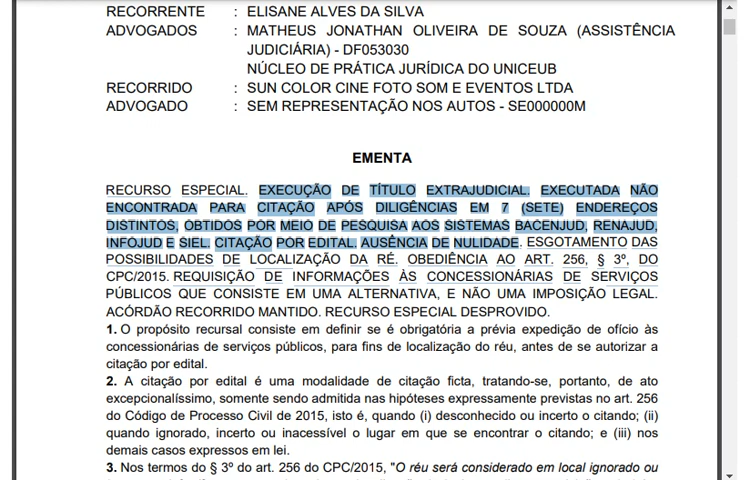 RECORRENTE : ELISANE ALVES DA SILVA
ADVOGADOS : MATHEUS JONATHAN OLIVEIRA DE SOUZA (ASSISTÊNCIA
JUDICIÁRIA) - DF053030
NÚCLEO DE PRÁTICA JURÍDICA DO UNICEUB
RECORRIDO : SUN COLOR CINE FOTO SOM E EVENTOS LTDA
ADVOGADO : SEM REPRESENTAÇÃO NOS AUTOS - SE000000M
EMENTA
RECURSO ESPECIAL. EXECUÇÃO DE TÍTULO EXTRAJUDICIAL. EXECUTADA NÃO
ENCONTRADA PARA CITAÇÃO APÓS DILIGÊNCIAS EM 7 (SETE) ENDEREÇOS
DISTINTOS, OBTIDOS POR MEIO DE PESQUISA AOS SISTEMAS BACENJUD, RENAJUD,
INFOJUD E SIEL. CITAÇÃO POR EDITAL. AUSÊNCIA DE NULIDADE. ESGOTAMENTO DAS
POSSIBILIDADES DE LOCALIZAÇÃO DA RÉ. OBEDIÊNCIA AO ART. 256, § 3º, DO
CPC/2015. REQUISIÇÃO DE INFORMAÇÕES ÀS CONCESSIONÁRIAS DE SERVIÇOS
PÚBLICOS QUE CONSISTE EM UMA ALTERNATIVA, E NÃO UMA IMPOSIÇÃO LEGAL.
ACÓRDÃO RECORRIDO MANTIDO. RECURSO ESPECIAL DESPROVIDO.
1. O propósito recursal consiste em definir se é obrigatória a prévia expedição de ofício às
concessionárias de serviços públicos, para fins de localização do réu, antes de se autorizar a
citação por edital.
2. A citação por edital é uma modalidade de citação ficta, tratando-se, portanto, de ato
excepcionalíssimo, somente sendo admitida nas hipóteses expressamente previstas no art. 256
do Código de Processo Civil de 2015, isto é, quando (i) desconhecido ou incerto o citando; (ii)
quando ignorado, incerto ou inacessível o lugar em que se encontrar o citando; e (iii) nos
demais casos expressos em lei.
3. Nos termos do § 3º do art. 256 do CPC/2015, "O réu será considerado em local ignorado ou